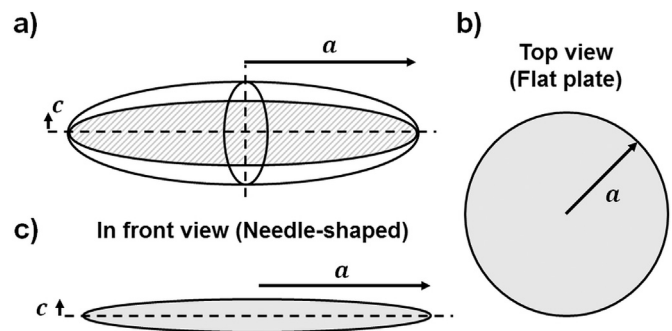 a)
a
c
b)
Top view
(Flat plate)
a
c)
In front view (Needle-shaped)
a
c